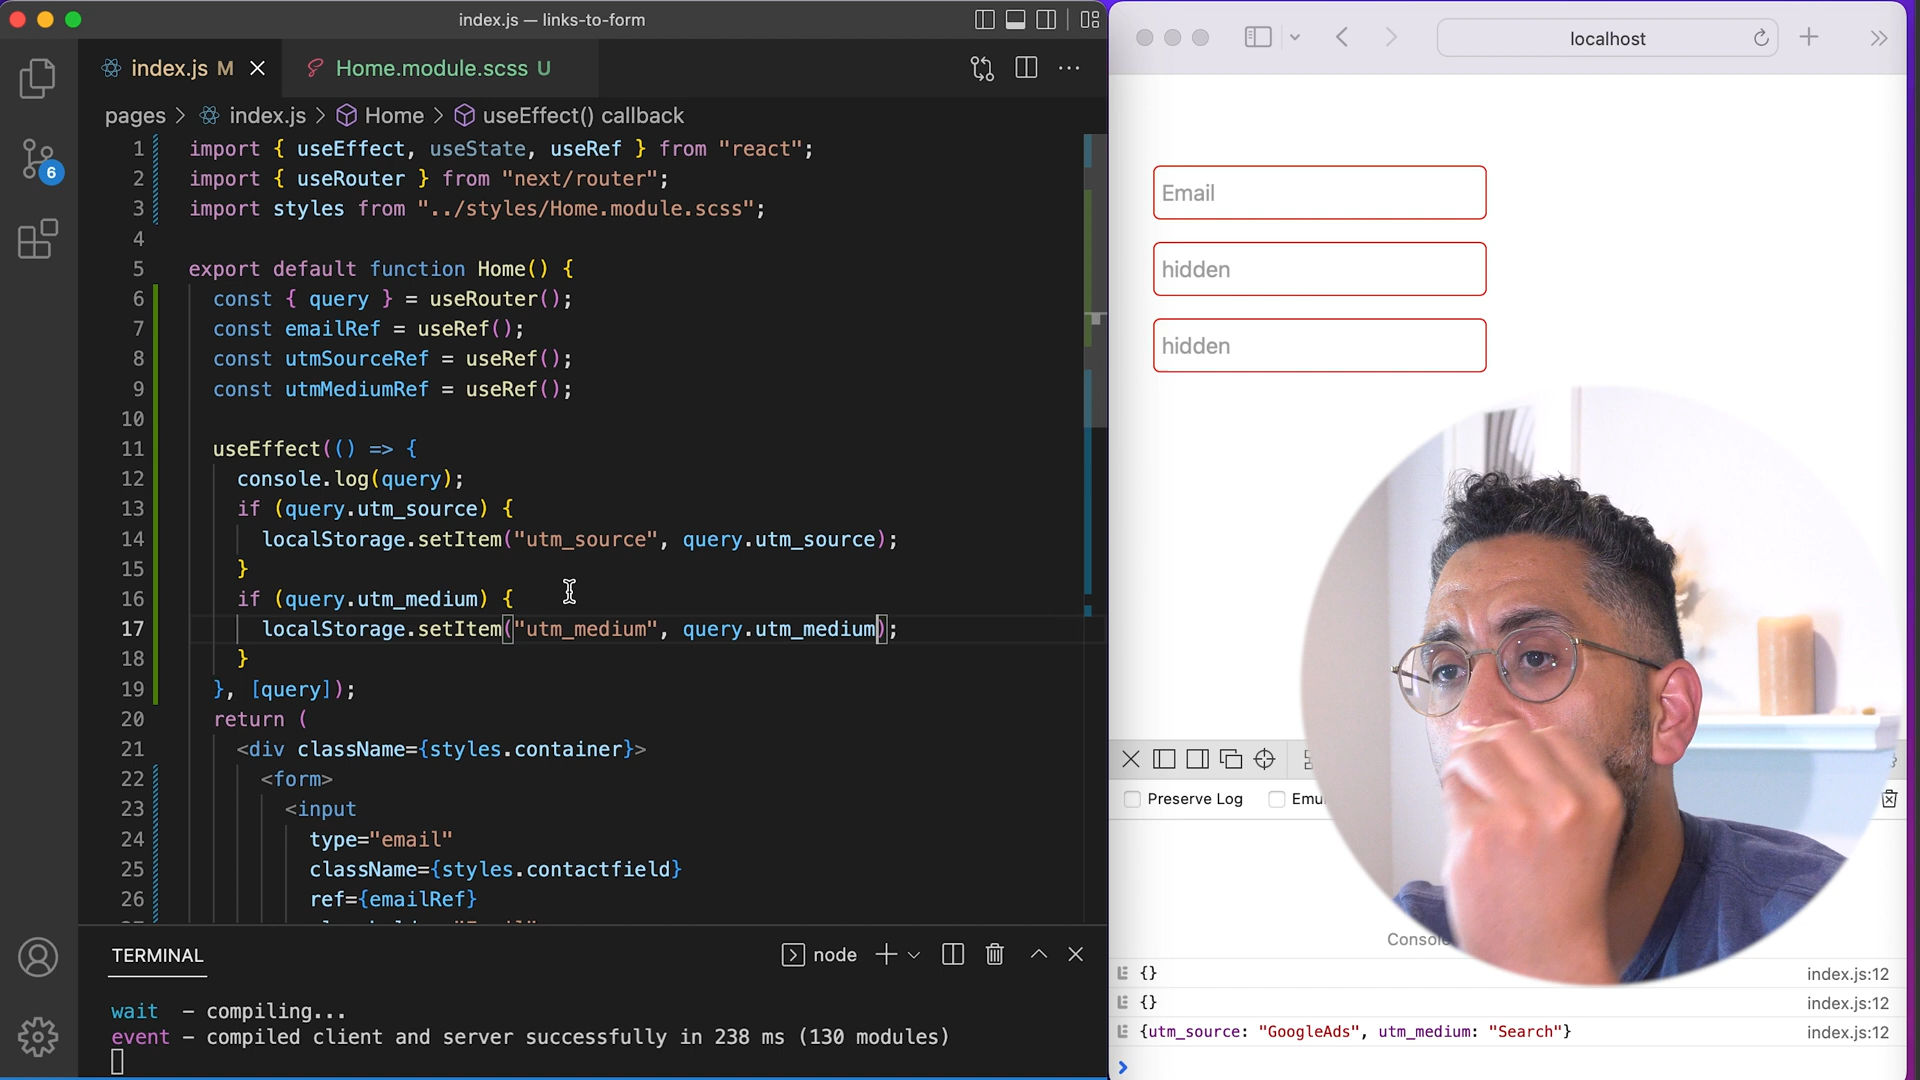 index.js — links-to-form
index.js M
Home.module.scss U
pages > index.js > Home > useEffect() callback
1 import { useEffect, useState, useRef } from "react";
2 import { useRouter } from "next/router";
3 import styles from "../styles/Home.module.scss";
4
5 export default function Home() {
6 const { query } = useRouter();
7 const emailRef = useRef();
8 const utmSourceRef = useRef();
9 const utmMediumRef = useRef();
10
11 useEffect(() => {
12 console.log(query);
13 if (query.utm_source) {
14 localStorage.setItem("utm_source", query.utm_source);
15 }
16 if (query.utm_medium) {
17 localStorage.setItem("utm_medium", query.utm_medium);
18 }
19 }, [query]);
20 return (
21 <div className={styles.container}>
22 <form>
23 <input
24 type="email"
25 className={styles.contactfield}
26 ref={emailRef}
6
TERMINAL
node
wait - compiling...
event - compiled client and server successfully in 238 ms (130 modules)
localhost
Email
hidden
hidden
Preserve Log
Emu
Console
{} index.js:12
{} index.js:12
{utm_source: "GoogleAds", utm_medium: "Search"} index.js:12